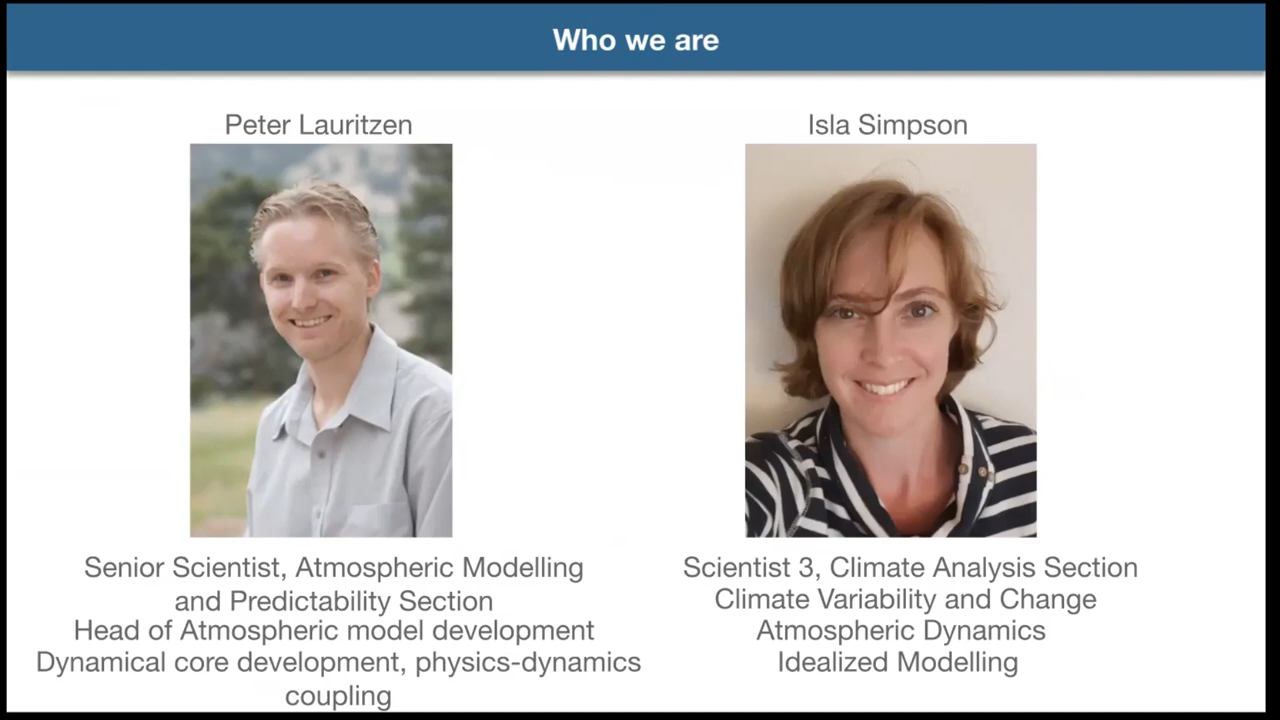 Who we are
Peter Lauritzen
Isla Simpson
Senior Scientist, Atmospheric Modelling
and Predictability Section
Head of Atmospheric model development
Dynamical core development, physics-dynamics
coupling
Scientist 3, Climate Analysis Section
Climate Variability and Change
Atmospheric Dynamics
Idealized Modelling